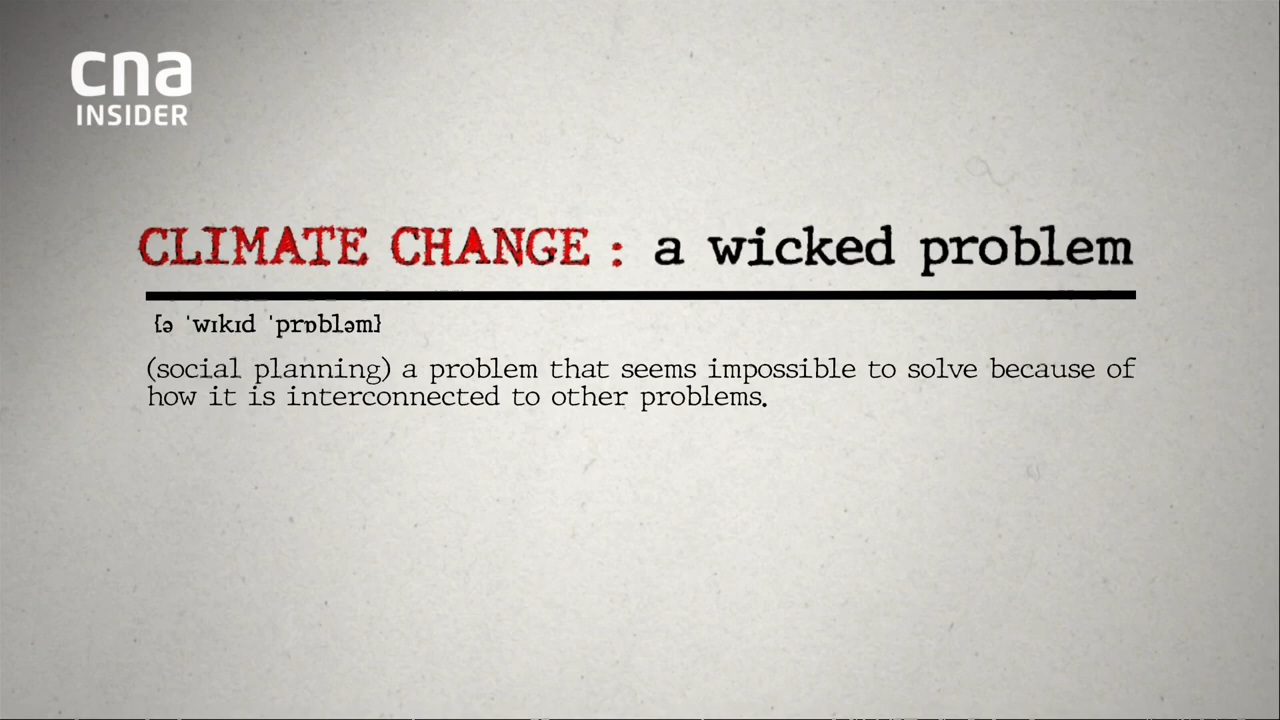 cna
INSIDER
CLIMATE CHANGE : a wicked problem
{ə ˈwɪkɪd ˈprɒbləm}
(social planning) a problem that seems impossible to solve because of
how it is interconnected to other problems.